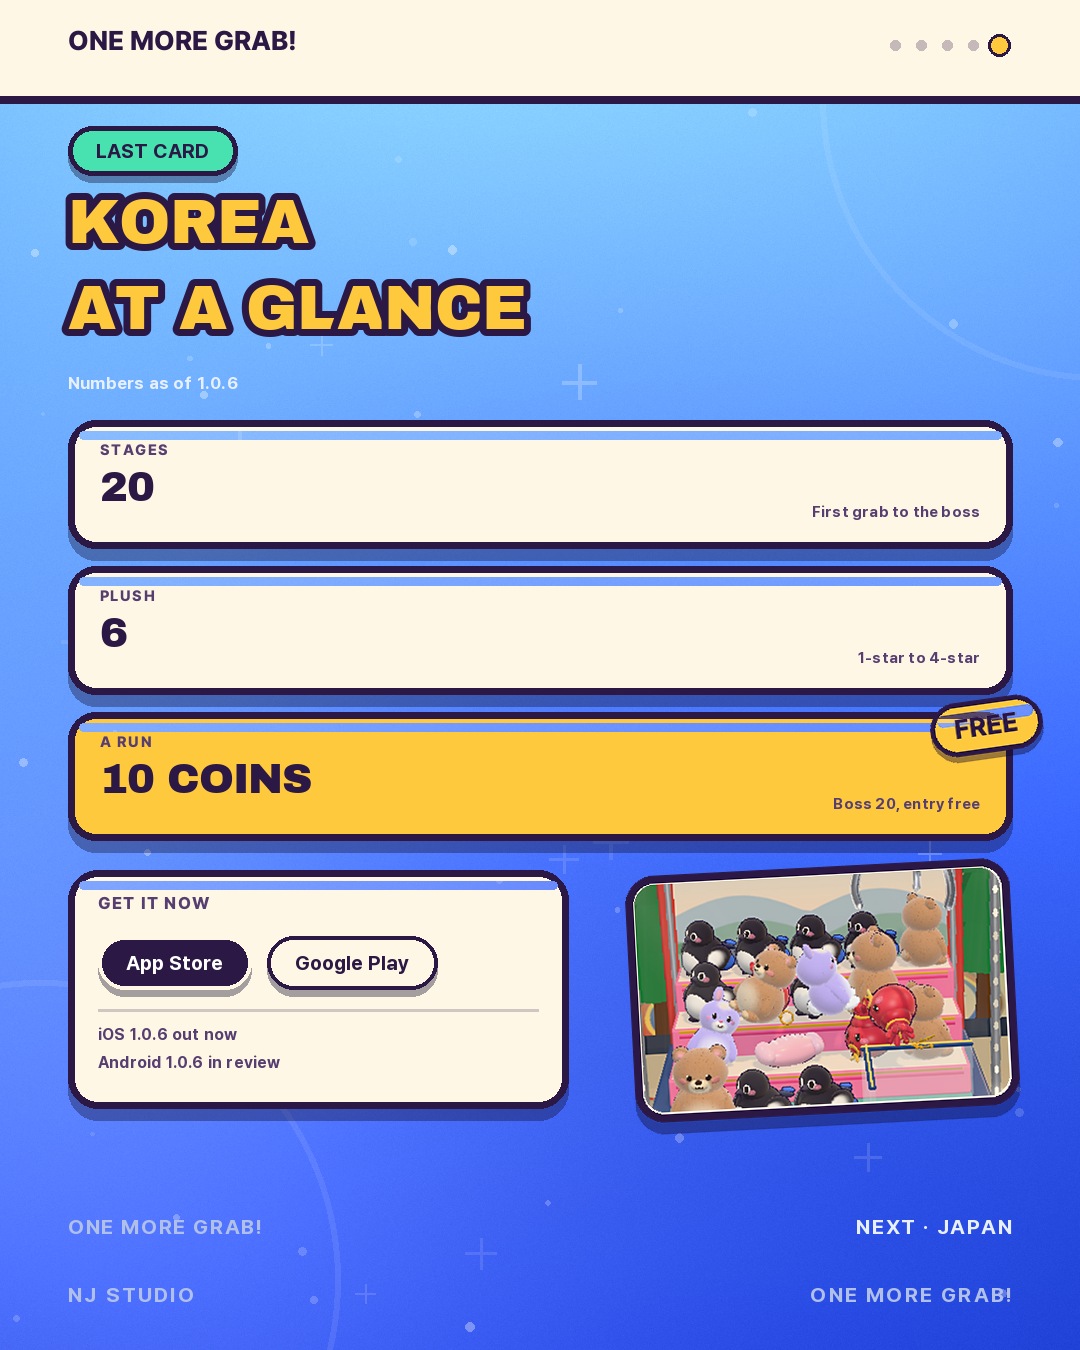 ONE MORE GRAB!
LAST CARD
KOREA
AT A GLANCE
Numbers as of 1.0.6
STAGES
20
First grab to the boss
PLUSH
6
1-star to 4-star
FREE
A RUN
10 COINS
Boss 20, entry free
GET IT NOW
App Store
Google Play
iOS 1.0.6 out now
Android 1.0.6 in review
ONE MORE GRAB!
NEXT · JAPAN
NJ STUDIO
ONE MORE GRAB!